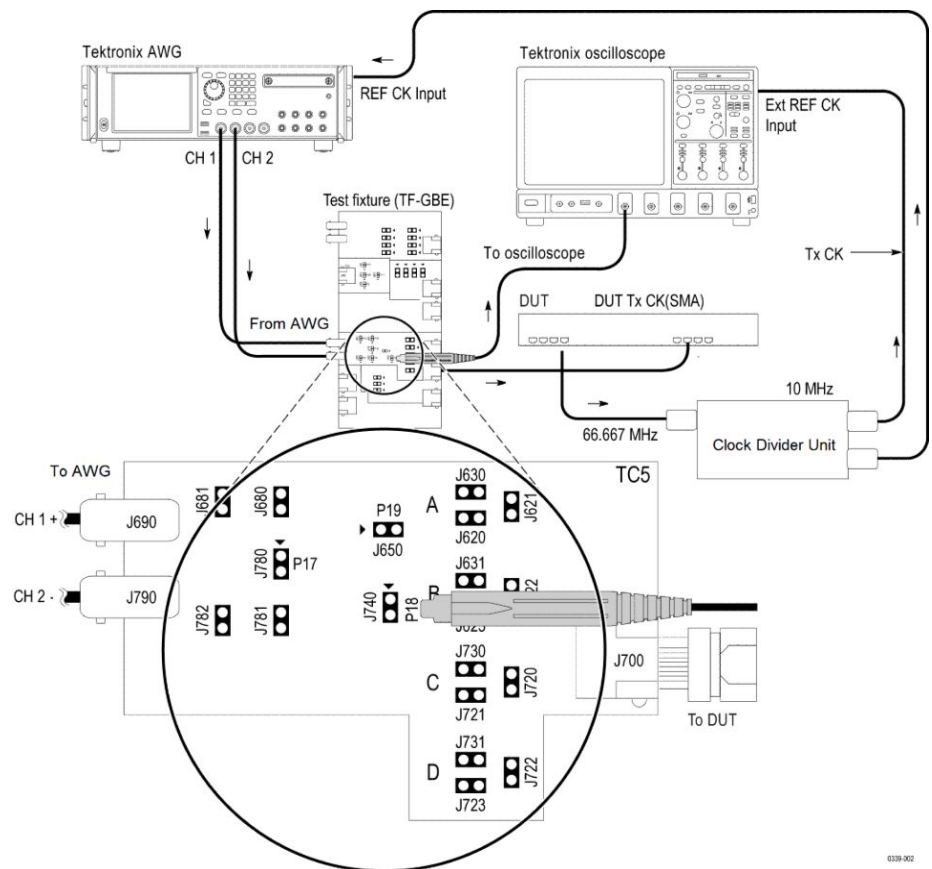 Tektronix AWG
REF CK Input
CH 1
CH 2
Tektronix oscilloscope
Ext REF CK
Input
Test fixture (TF-GBE)
To oscilloscope
Tx CK
From AWG
DUT
DUT Tx CK(SMA)
10 MHz
66.667 MHz
Clock Divider Unit
To AWG
CH 1 +
J690
CH 2 -
J790
J681
J680
J780
P17
J782
J781
P19
J650
J740
P18
TC5
A
J630
J620
J621
B
J631
J730
C
J721
J720
J731
D
J723
J722
J700
To DUT
0339-002